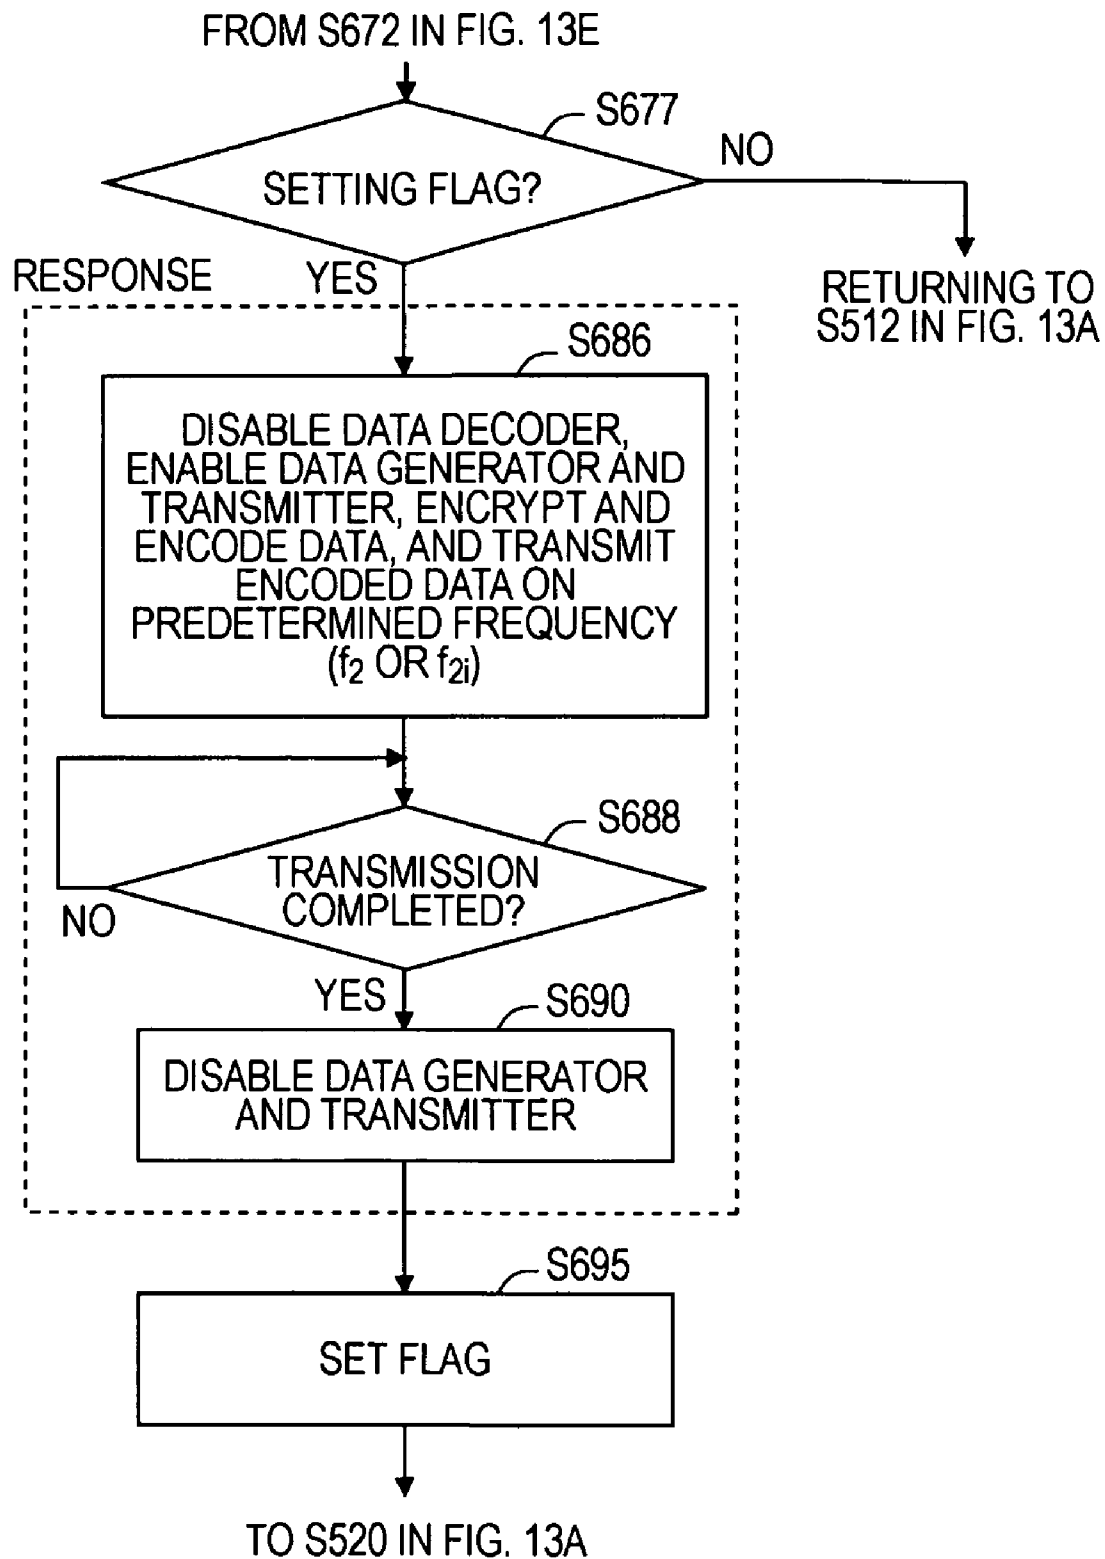 FROM S672 IN FIG. 13E
S677
NO
SETTING FLAG?
RESPONSE
YES
RETURNING TO
S512 IN FIG. 13A
S686
DISABLE DATA DECODER,
ENABLE DATA GENERATOR AND
TRANSMITTER, ENCRYPT AND
ENCODE DATA, AND TRANSMIT
ENCODED DATA ON
PREDETERMINED FREQUENCY
(f2 OR f2i)
S688
TRANSMISSION
COMPLETED?
NO
YES
S690
DISABLE DATA GENERATOR
AND TRANSMITTER
S695
SET FLAG
TO S520 IN FIG. 13A